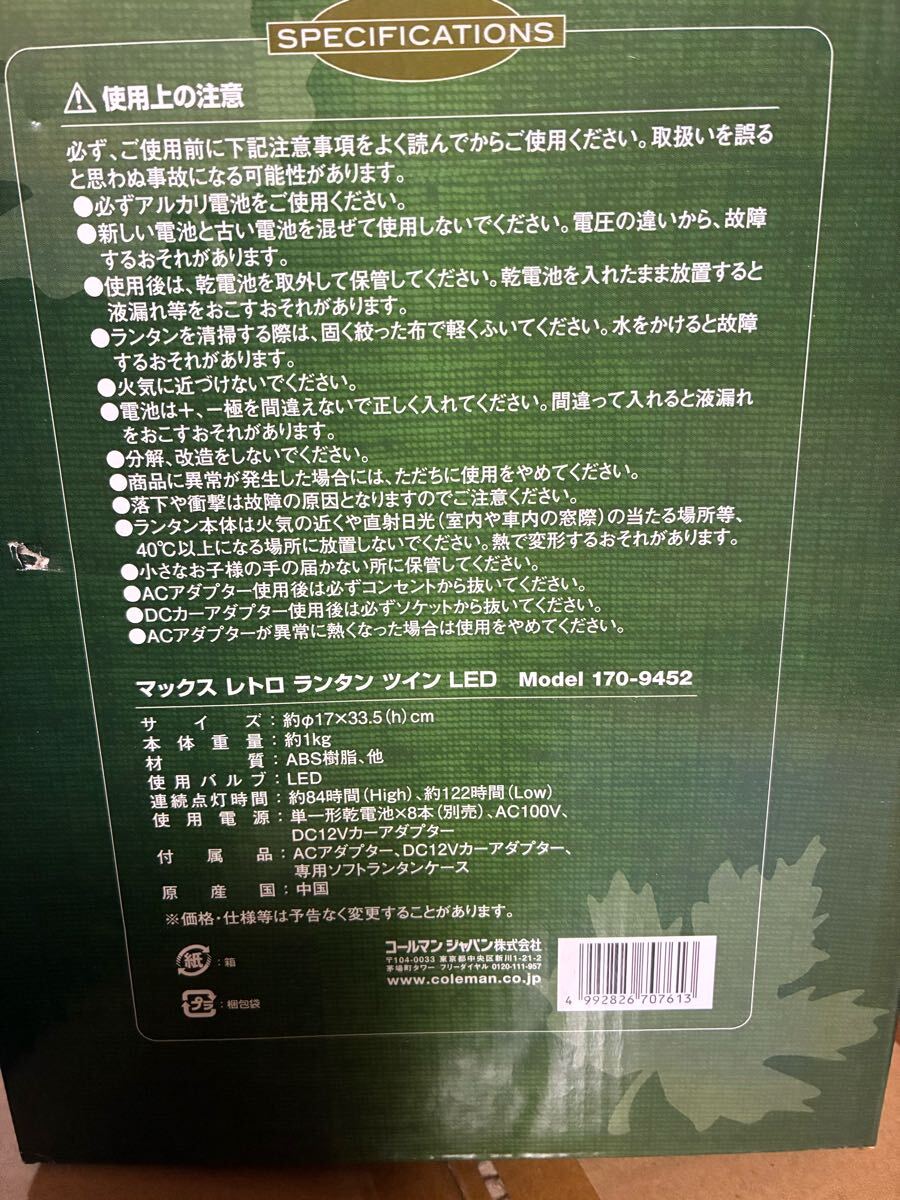 SPECIFICATIONS
使用上の注意
必ず、ご使用前に下記注意事項をよく読んでからご使用ください。取扱いを誤る
と思わぬ事故になる可能性があります。
●必ずアルカリ電池をご使用ください。
●新しい電池と古い電池を混ぜて使用しないでください。電圧の違いから、故障
するおそれがあります。
●使用後は、乾電池を取外して保管してください。乾電池を入れたまま放置すると
液漏れ等をおこすおそれがあります。
●ランタンを清掃する際は、固く絞った布で軽くふいてください。水をかけると故障
するおそれがあります。
●火気に近づけないでください。
●電池は＋、－極を間違えないで正しく入れてください。間違って入れると液漏れ
をおこすおそれがあります。
●分解、改造をしないでください。
●商品に異常が発生した場合には、ただちに使用をやめてください。
●落下や衝撃は故障の原因となりますのでご注意ください。
●ランタン本体は火気の近くや直射日光（室内や車内の窓際）の当たる場所等、
40℃以上になる場所に放置しないでください。熱で変形するおそれがあります。
●小さなお子様の手の届かない所に保管してください。
●ACアダプター使用後は必ずコンセントから抜いてください。
●DCカーアダプター使用後は必ずソケットから抜いてください。
●ACアダプターが異常に熱くなった場合は使用をやめてください。
マックス レトロ ランタン ツイン LED Model 170-9452
サイズ：約φ17×33.5(h)cm
本体重量：約1kg
材質：ABS樹脂、他
使用バルブ：LED
連続点灯時間：約84時間(High)、約122時間(Low)
使用電源：単一形乾電池×8本(別売)、AC100V、
DC12Vカーアダプター
付属品：ACアダプター、DC12Vカーアダプター、
専用ソフトランタンケース
原産国：中国
※価格・仕様等は予告なく変更することがあります。
紙：箱
プラ：梱包袋
コールマン ジャパン株式会社
〒104-0033 東京都中央区新川1-21-2
茅場町タワー フリーダイヤル 0120-111-957
www.coleman.co.jp
4 992826 707613